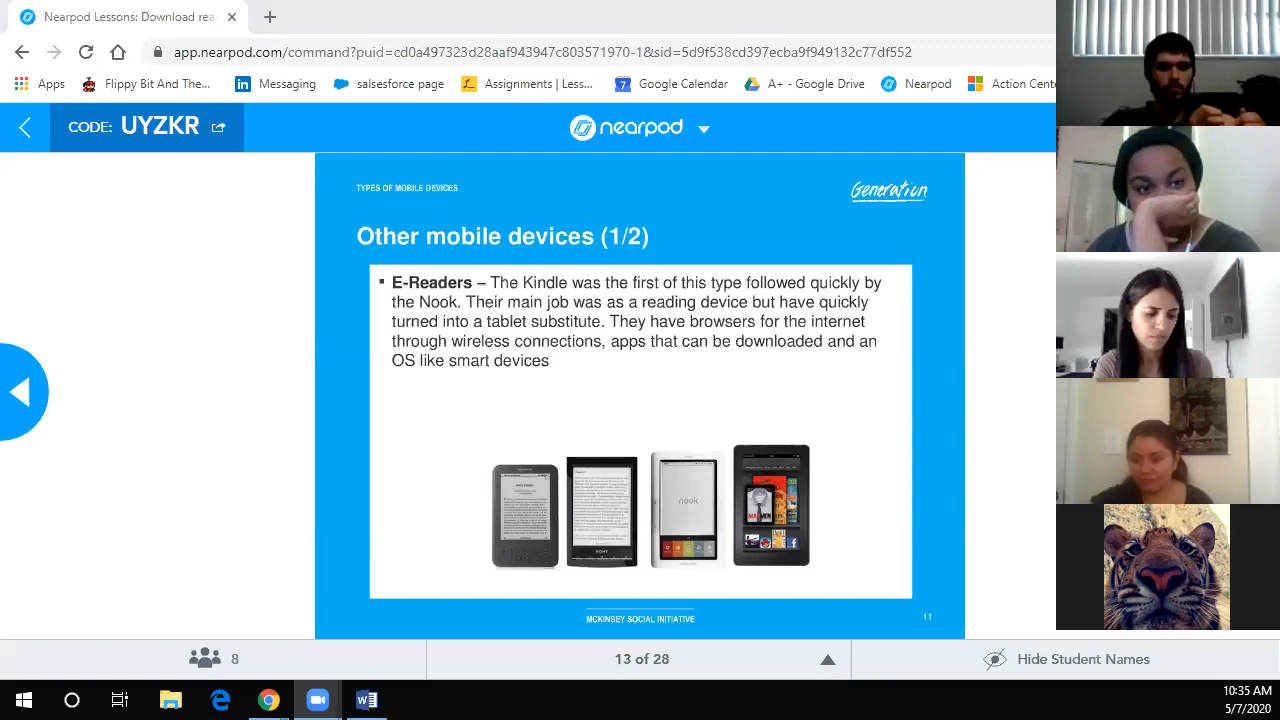 Nearpod Lessons: Download rea
app.nearpod.com/command?puid=cd0a497323d28aaf943947c803571970-1&sid=5d9f538cd397ecba9f949132c77df552
Apps
Flippy Bit And The...
Messaging
salesforce page
Assignments | Less...
Google Calendar
A+ - Google Drive
Nearpod
Action Cente
CODE: UYZKR
nearpod
TYPES OF MOBILE DEVICES
Generation
Other mobile devices (1/2)
▪ E-Readers – The Kindle was the first of this type followed quickly by
the Nook. Their main job was as a reading device but have quickly
turned into a tablet substitute. They have browsers for the internet
through wireless connections, apps that can be downloaded and an
OS like smart devices
SONY
nook
MCKINSEY SOCIAL INITIATIVE
11
8
13 of 28
Hide Student Names
10:35 AM
5/7/2020